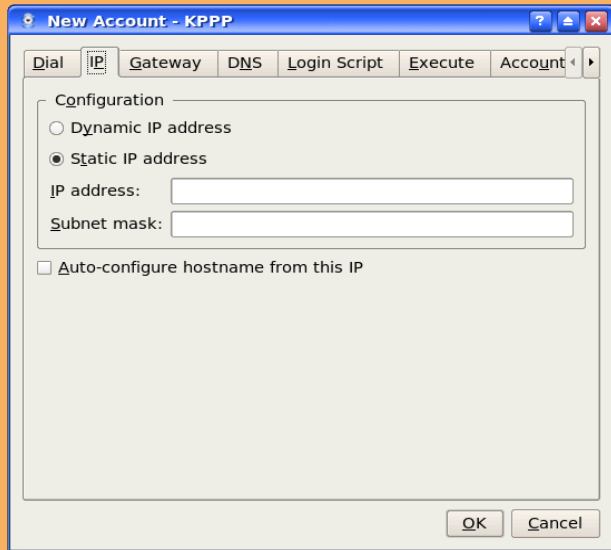 New Account - KPPP
Dial IP Gateway DNS Login Script Execute Account
Configuration
Dynamic IP address
Static IP address
IP address:
Subnet mask:
Auto-configure hostname from this IP
OK Cancel